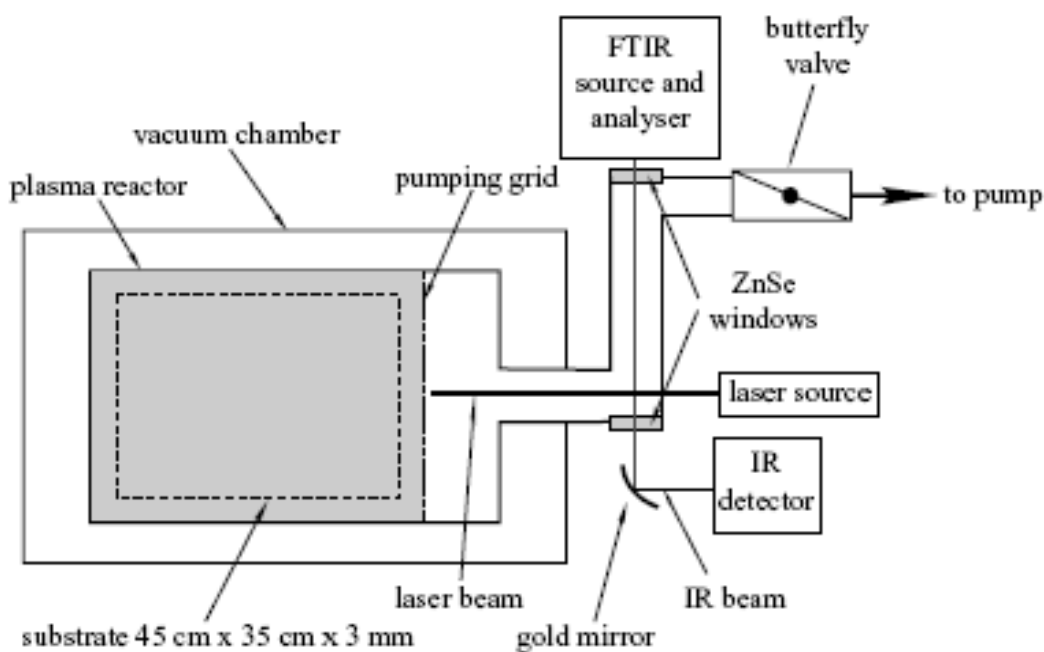 FTIR
source and
analyser
butterfly
valve
vacuum chamber
plasma reactor
pumping grid
to pump
ZnSe
windows
laser source
IR
detector
laser beam
IR beam
substrate 45 cm x 35 cm x 3 mm
gold mirror